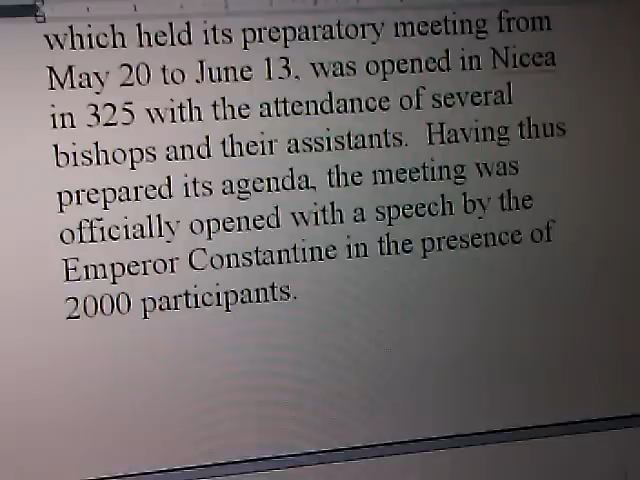 which held its preparatory meeting from
May 20 to June 13, was opened in Nicea
in 325 with the attendance of several
bishops and their assistants. Having thus
prepared its agenda, the meeting was
officially opened with a speech by the
Emperor Constantine in the presence of
2000 participants.